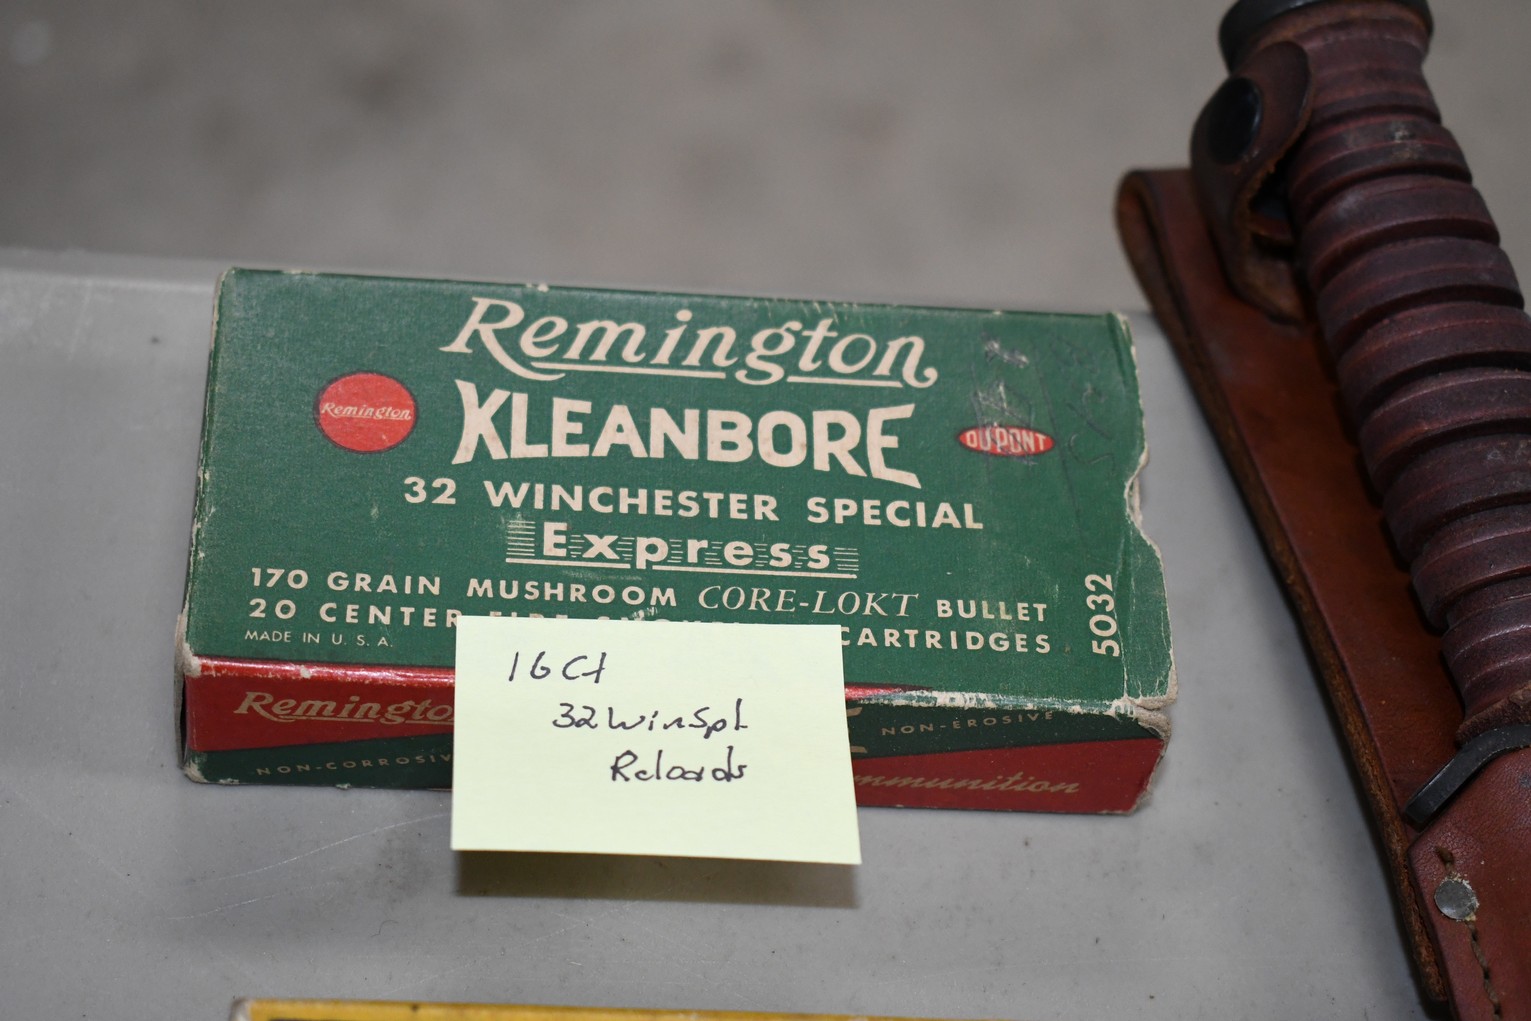 Remington
Remington
KLEANBORE
DU PONT
32 WINCHESTER SPECIAL
Express
170 GRAIN MUSHROOM CORE-LOKT BULLET
20 CENTER CARTRIDGES
MADE IN U. S. A.
5032
16 Ct
32 Win Spl
Reloads
Remingto
NON-EROSIVE
NON-CORROSIV
mmunition